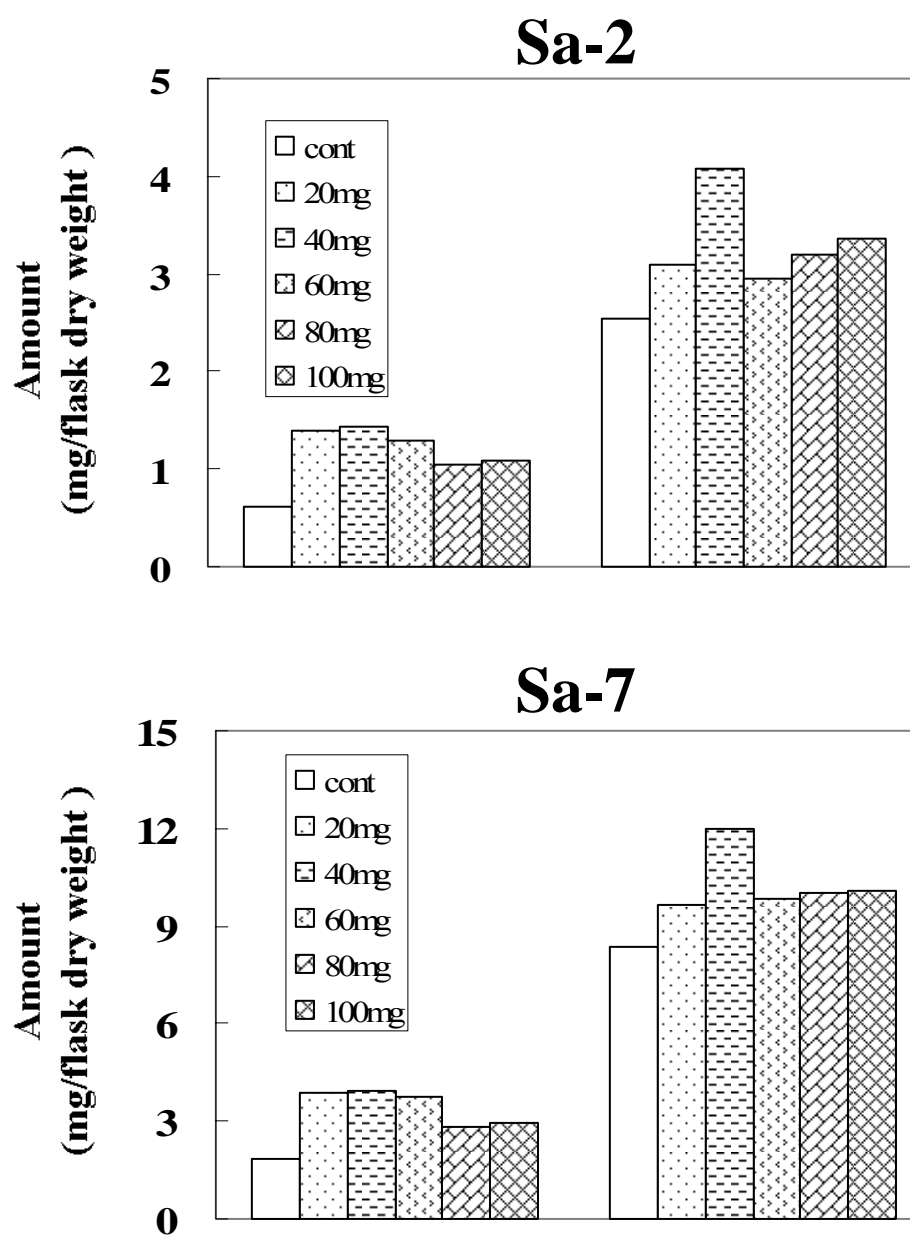 Sa-2
Amount
(mg/flask dry weight )
5
4
3
2
1
0
cont
20mg
40mg
60mg
80mg
100mg
Sa-7
Amount
(mg/flask dry weight )
15
12
9
6
3
0
cont
20mg
40mg
60mg
80mg
100mg